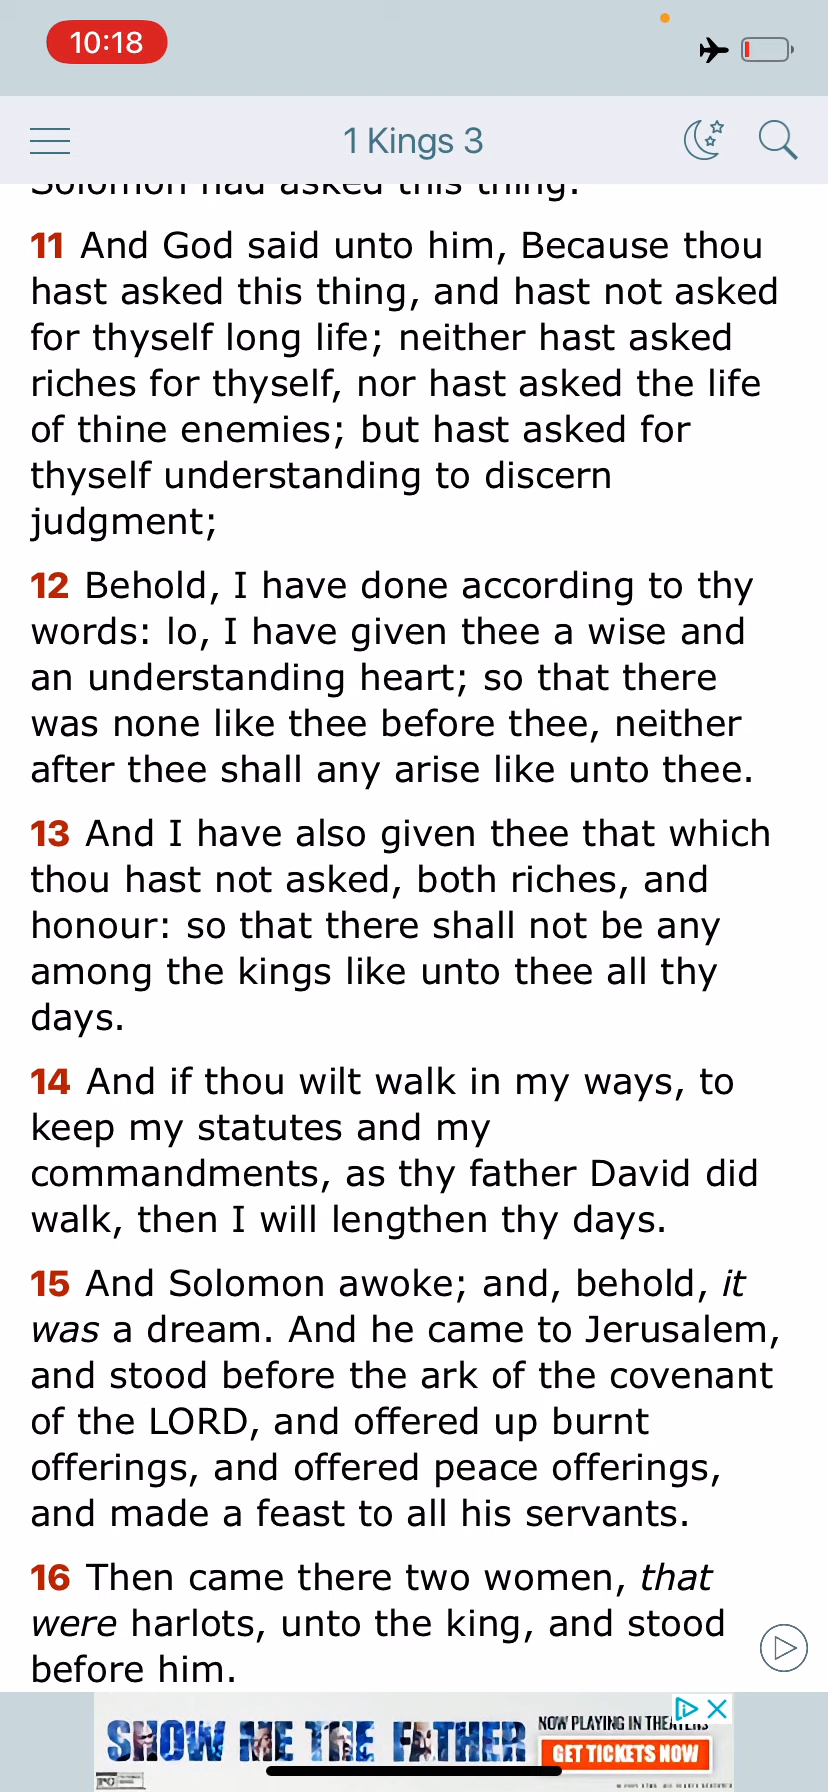 10:18
1 Kings 3
Solomon had asked this thing.
11 And God said unto him, Because thou
hast asked this thing, and hast not asked
for thyself long life; neither hast asked
riches for thyself, nor hast asked the life
of thine enemies; but hast asked for
thyself understanding to discern
judgment;
12 Behold, I have done according to thy
words: lo, I have given thee a wise and
an understanding heart; so that there
was none like thee before thee, neither
after thee shall any arise like unto thee.
13 And I have also given thee that which
thou hast not asked, both riches, and
honour: so that there shall not be any
among the kings like unto thee all thy
days.
14 And if thou wilt walk in my ways, to
keep my statutes and my
commandments, as thy father David did
walk, then I will lengthen thy days.
15 And Solomon awoke; and, behold, it
was a dream. And he came to Jerusalem,
and stood before the ark of the covenant
of the LORD, and offered up burnt
offerings, and offered peace offerings,
and made a feast to all his servants.
16 Then came there two women, that
were harlots, unto the king, and stood
before him.
SHOW ME THE FATHER
NOW PLAYING IN THEATERS
GET TICKETS NOW
PG